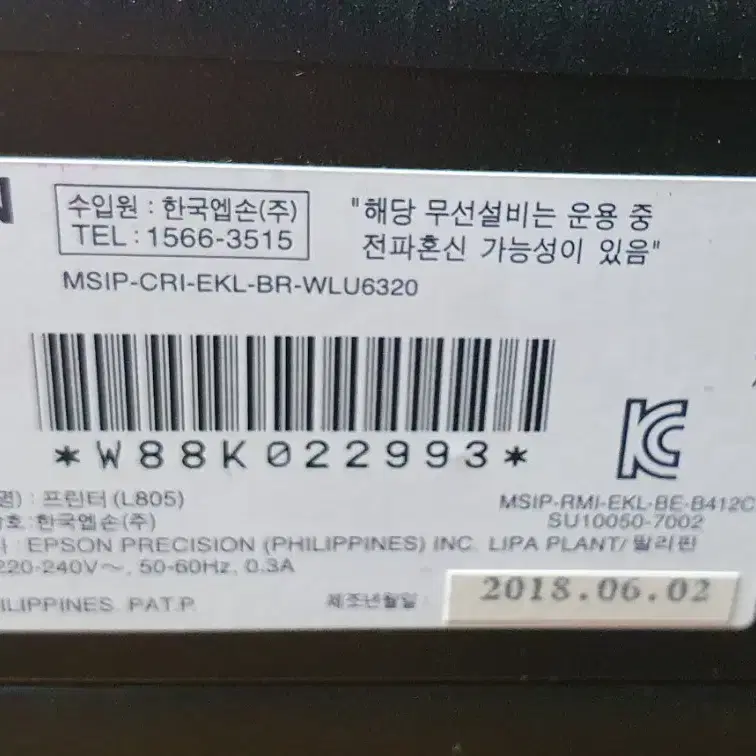 N
수입원 : 한국엡손(주)
TEL : 1566-3515
"해당 무선설비는 운용 중
전파혼신 가능성이 있음"
MSIP-CRI-EKL-BR-WLU6320
*W88K022993*
명) : 프린터 (L805)
호 : 한국엡손(주)
MSIP-RMI-EKL-BE-B412C
SU10050-7002
: EPSON PRECISION (PHILIPPINES) INC. LIPA PLANT/ 필리핀
220-240V~, 50-60Hz, 0.3A
ILIPPINES. PAT.P.
제조년월일 :
2018.06.02